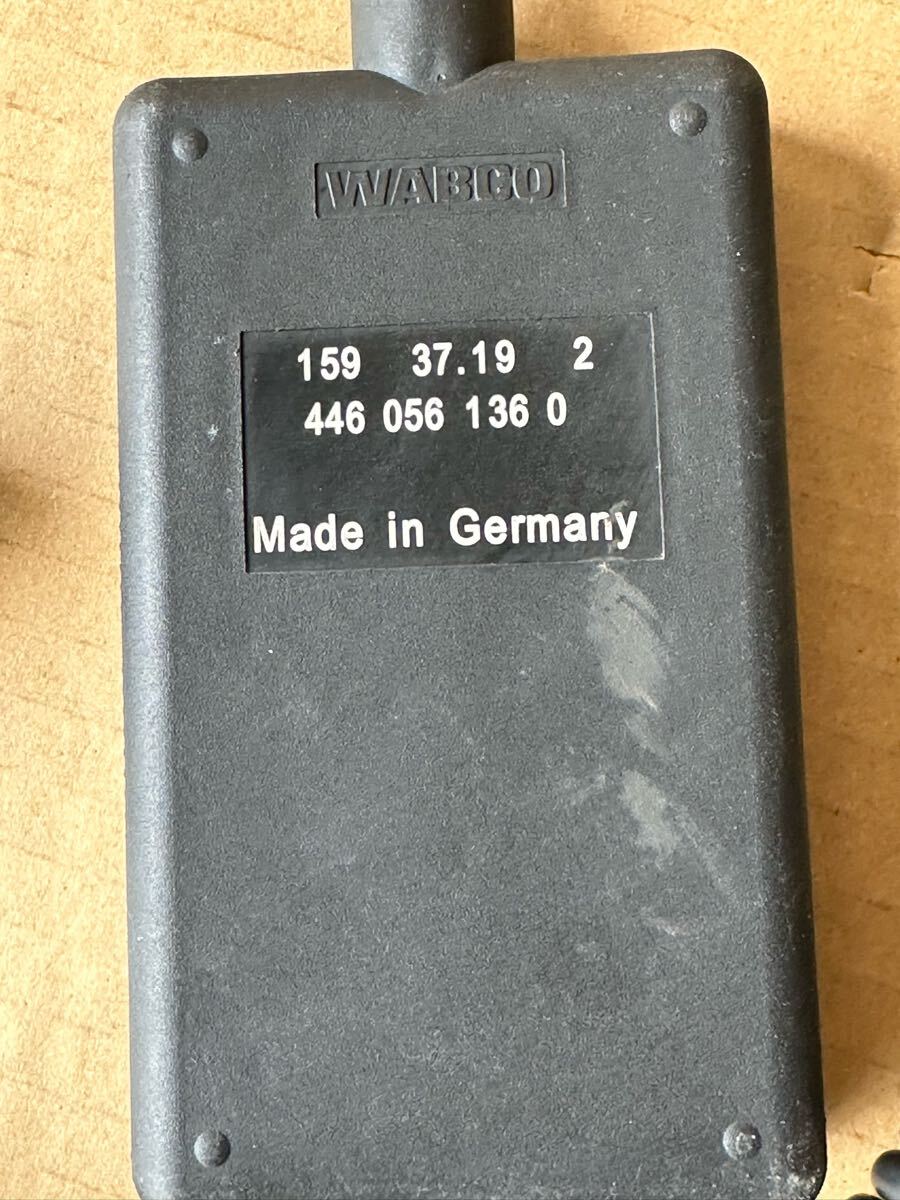 WABCO
159 37.19 2
446 056 136 0
Made in Germany